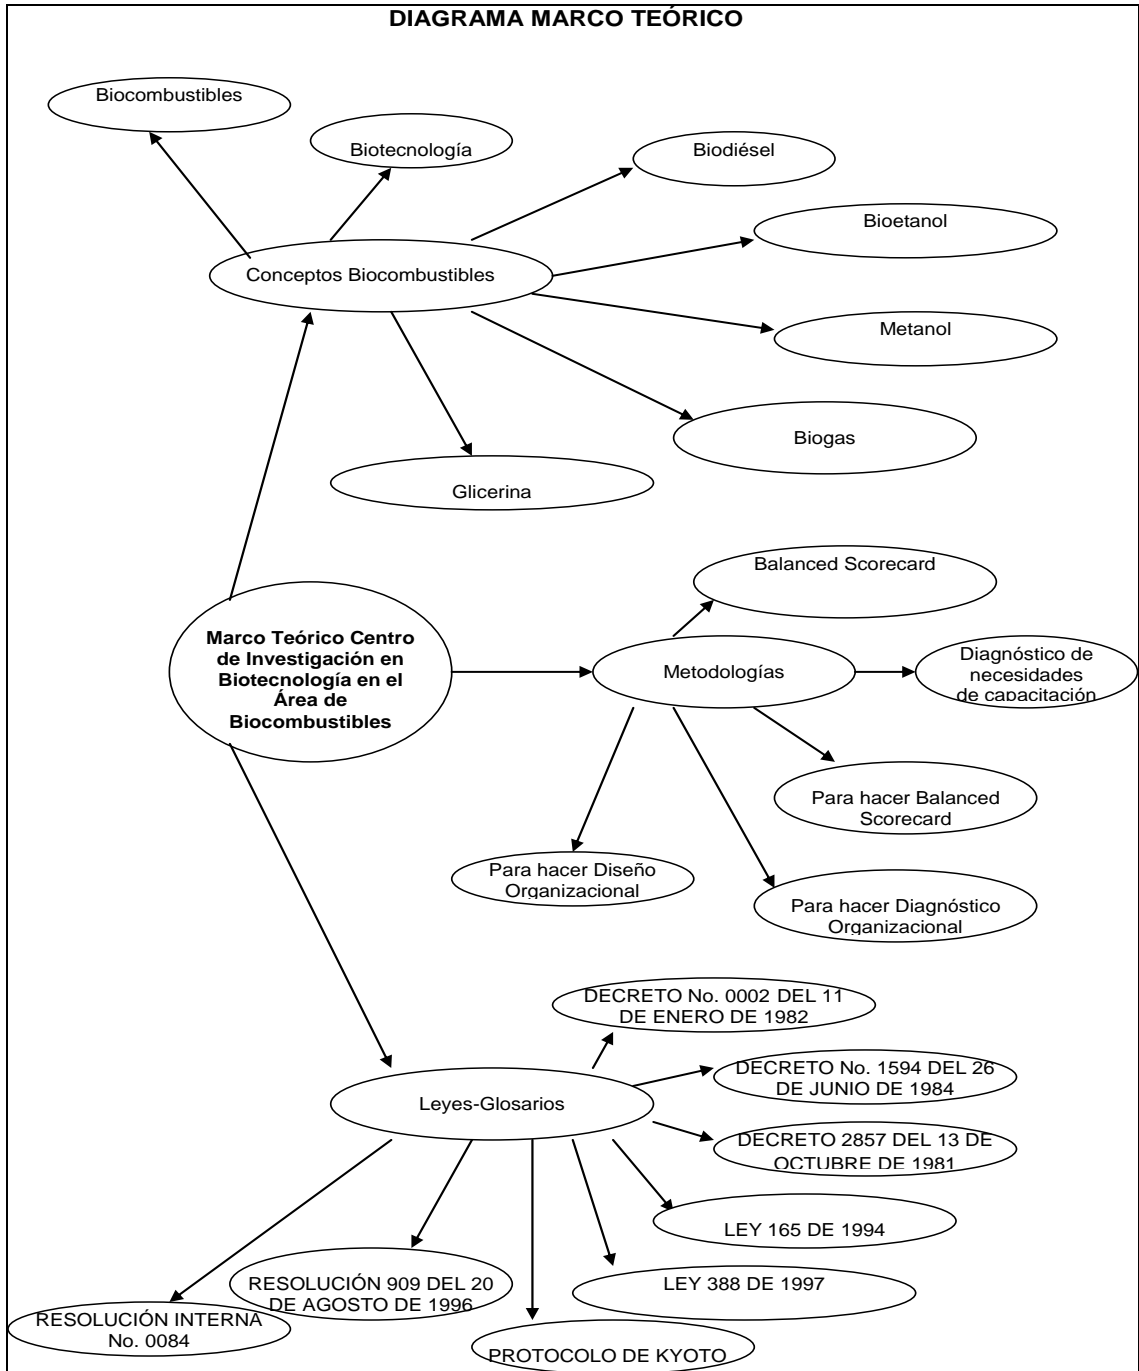 DIAGRAMA MARCO TEÓRICO
Biocombustibles
Biotecnología
Biodiésel
Bioetanol
Conceptos Biocombustibles
Metanol
Biogas
Glicerina
Balanced Scorecard
Marco Teórico Centro
de Investigación en
Biotecnología en el
Área de
Biocombustibles
Metodologías
Diagnóstico de
necesidades
de capacitación
Para hacer Balanced
Scorecard
Para hacer Diseño
Organizacional
Para hacer Diagnóstico
Organizacional
DECRETO No. 0002 DEL 11
DE ENERO DE 1982
DECRETO No. 1594 DEL 26
DE JUNIO DE 1984
Leyes-Glosarios
DECRETO 2857 DEL 13 DE
OCTUBRE DE 1981
LEY 165 DE 1994
LEY 388 DE 1997
RESOLUCIÓN 909 DEL 20
DE AGOSTO DE 1996
RESOLUCIÓN INTERNA
No. 0084
PROTOCOLO DE KYOTO